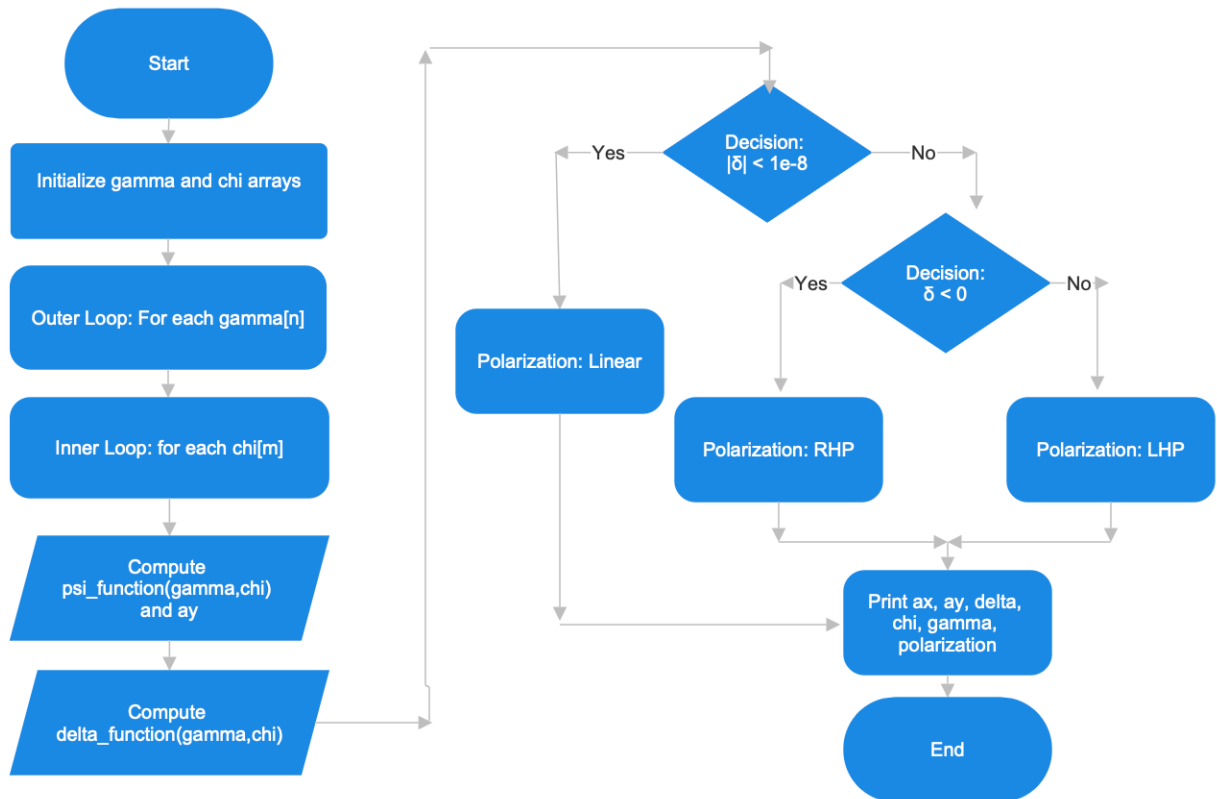 Start
Initialize gamma and chi arrays
Outer Loop: For each gamma[n]
Inner Loop: for each chi[m]
Compute
psi_function(gamma,chi)
and ay
Compute
delta_function(gamma,chi)
Decision:
|δ| < 1e-8
Yes
No
Polarization: Linear
Decision:
δ < 0
Yes
No
Polarization: RHP
Polarization: LHP
Print ax, ay, delta,
chi, gamma,
polarization
End